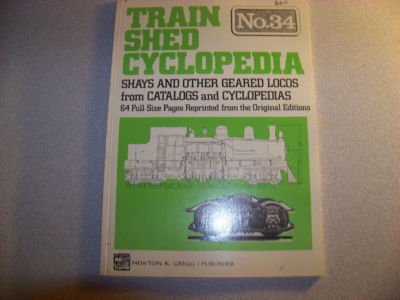 TRAIN
SHED
CYCLOPEDIA
No.34
SHAYS AND OTHER GEARED LOCOS
from CATALOGS and CYCLOPEDIAS
64 Full Size Pages Reprinted from the Original Editions
NEWTON K. GREGG / PUBLISHER